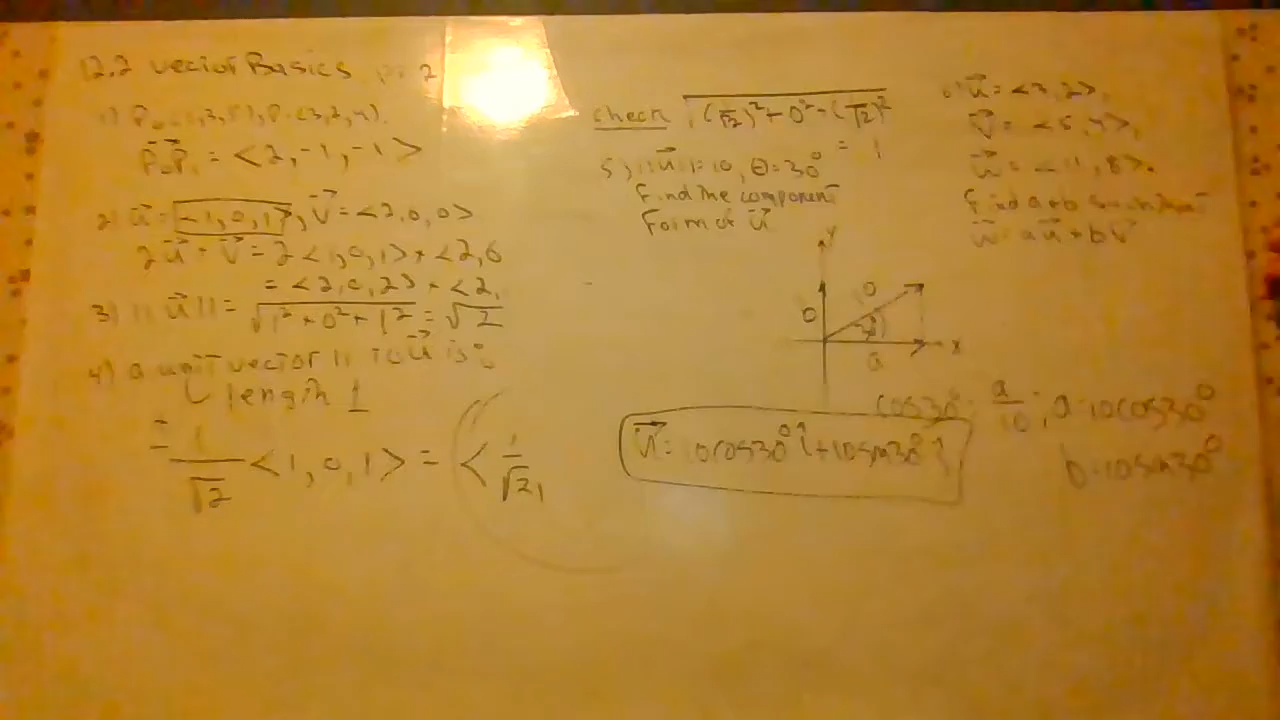 12.2 Vector Basics pt 2
1) P₀(1,3,5), P₁(3,2,4).
P₀P₁ = <2,-1,-1>
2) u = <1,0,1>, v = <2,0,0>
2u + v = 2<1,0,1> + <2,0
= <2,0,2> + <2,
3) ||u|| = √1²+0²+1² = √2
4) a unit vector || to u is:
length 1
= 1/√2 <1,0,1> = <1/√2,
check √(1/√2)²+0²+(1/√2)²
= 1
5) ||u||=10, θ=30°
Find the component
Form of u
y
10
b
x
a
cos30° = a/10; a=10cos30°
b=10sin30°
u=10cos30°i+10sin30°j
6) u = <3,2>,
v = <5,4>,
w = <11,8>.
Find a+b such that
w = au + bv